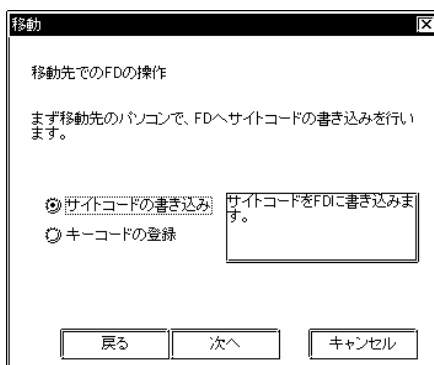 移動
移動先でのFDの操作
まず移動先のパソコンで、FDへサイトコードの書き込みを行い
ます。
サイトコードの書き込み
キーコードの登録
サイトコードをFDに書き込みま
す。
戻る
次へ
キャンセル